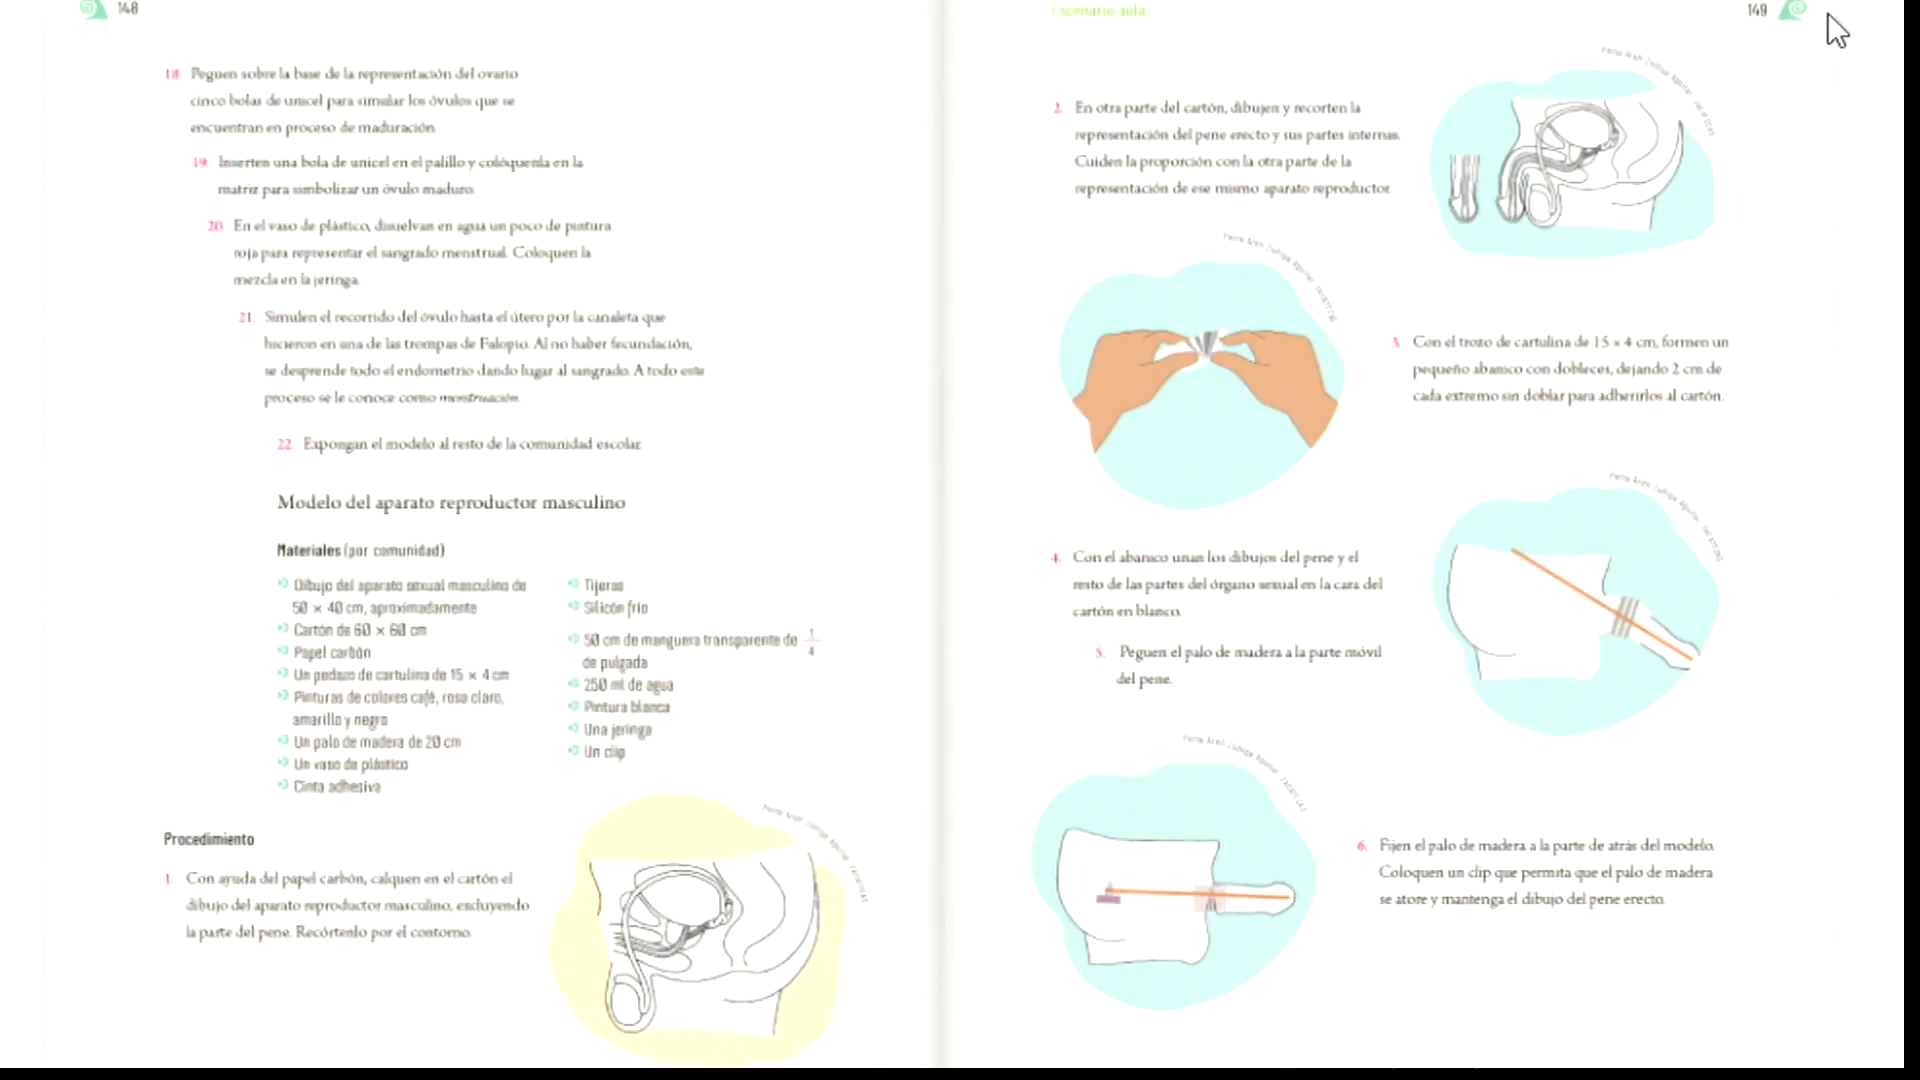 148
18. Peguen sobre la base de la representación del ovario
cinco bolas de unicel para simular los óvulos que se
encuentran en proceso de maduración.
19. Inserten una bola de unicel en el palillo y colóquenla en la
matriz para simbolizar un óvulo maduro.
20. En el vaso de plástico, disuelvan en agua un poco de pintura
roja para representar el sangrado menstrual. Coloquen la
mezcla en la jeringa.
21. Simulen el recorrido del óvulo hasta el útero por la canaleta que
hicieron en una de las trompas de Falopio. Al no haber fecundación,
se desprende todo el endometrio dando lugar al sangrado. A todo este
proceso se le conoce como menstruación.
22. Expongan el modelo al resto de la comunidad escolar.
Modelo del aparato reproductor masculino
Materiales (por comunidad)
Dibujo del aparato sexual masculino de
50 × 40 cm, aproximadamente
Cartón de 60 × 60 cm
Papel carbón
Un pedazo de cartulina de 15 × 4 cm
Pinturas de colores café, rosa claro,
amarillo y negro
Un palo de madera de 20 cm
Un vaso de plástico
Cinta adhesiva
Tijeras
Silicón frío
50 cm de manguera transparente de 1/4
de pulgada
250 ml de agua
Pintura blanca
Una jeringa
Un clip
Procedimiento
1. Con ayuda del papel carbón, calquen en el cartón el
dibujo del aparato reproductor masculino, excluyendo
la parte del pene. Recórtenlo por el contorno.
Escenario aula
149
2. En otra parte del cartón, dibujen y recorten la
representación del pene erecto y sus partes internas.
Cuiden la proporción con la otra parte de la
representación de ese mismo aparato reproductor.
3. Con el trozo de cartulina de 15 × 4 cm, formen un
pequeño abanico con dobleces, dejando 2 cm de
cada extremo sin doblar para adherirlos al cartón.
4. Con el abanico unan los dibujos del pene y el
resto de las partes del órgano sexual en la cara del
cartón en blanco.
5. Peguen el palo de madera a la parte móvil
del pene.
6. Fijen el palo de madera a la parte de atrás del modelo.
Coloquen un clip que permita que el palo de madera
se atore y mantenga el dibujo del pene erecto.